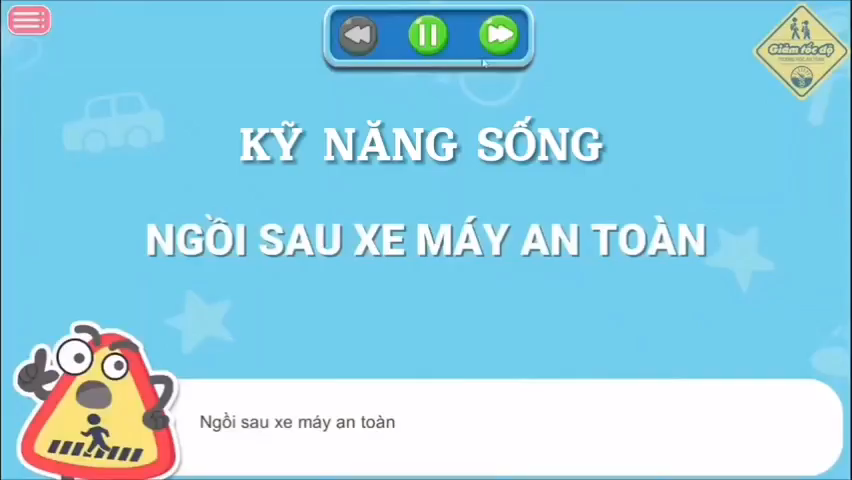 Giảm tốc độ
KỸ NĂNG SỐNG
NGỒI SAU XE MÁY AN TOÀN
Ngồi sau xe máy an toàn